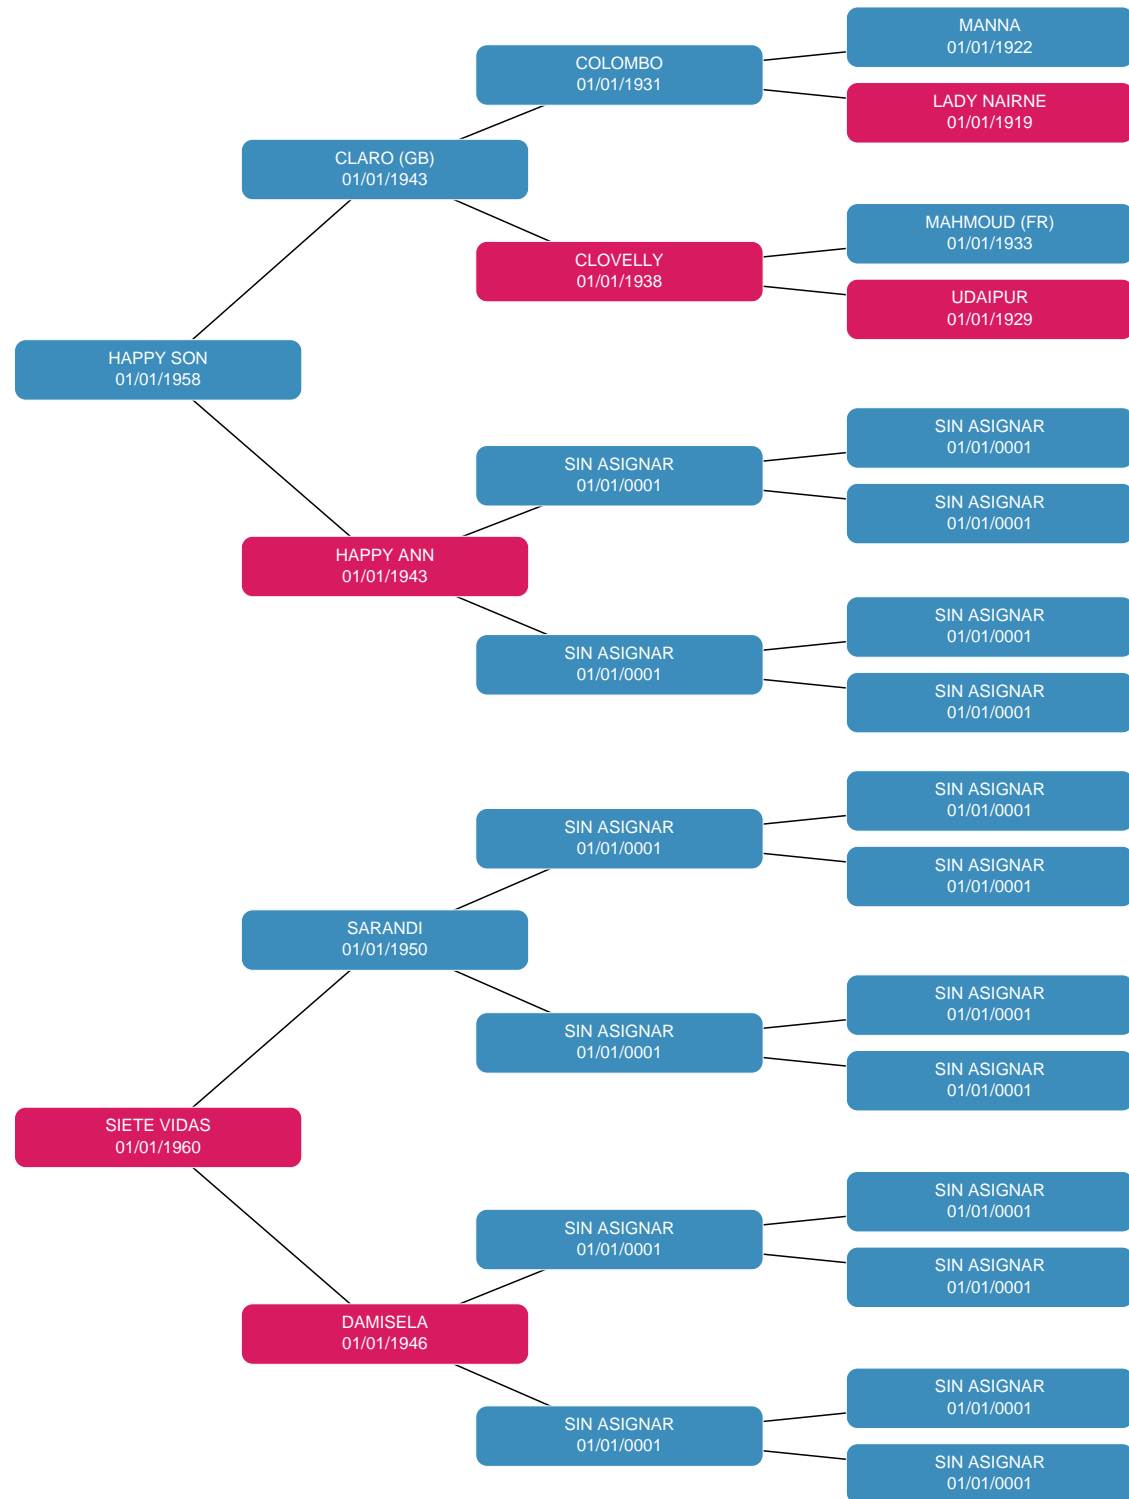 MANNA
01/01/1922
COLOMBO
01/01/1931
LADY NAIRNE
01/01/1919
CLARO (GB)
01/01/1943
MAHMOUD (FR)
01/01/1933
CLOVELLY
01/01/1938
UDAIPUR
01/01/1929
HAPPY SON
01/01/1958
SIN ASIGNAR
01/01/0001
SIN ASIGNAR
01/01/0001
SIN ASIGNAR
01/01/0001
HAPPY ANN
01/01/1943
SIN ASIGNAR
01/01/0001
SIN ASIGNAR
01/01/0001
SIN ASIGNAR
01/01/0001
SIN ASIGNAR
01/01/0001
SIN ASIGNAR
01/01/0001
SIN ASIGNAR
01/01/0001
SARANDI
01/01/1950
SIN ASIGNAR
01/01/0001
SIN ASIGNAR
01/01/0001
SIN ASIGNAR
01/01/0001
SIETE VIDAS
01/01/1960
SIN ASIGNAR
01/01/0001
SIN ASIGNAR
01/01/0001
SIN ASIGNAR
01/01/0001
DAMISELA
01/01/1946
SIN ASIGNAR
01/01/0001
SIN ASIGNAR
01/01/0001
SIN ASIGNAR
01/01/0001